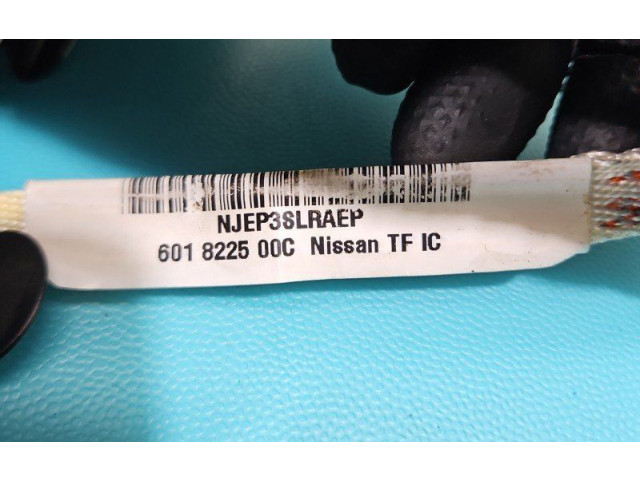 NJEP3SLRAEP
601 8225 00C Nissan TF IC